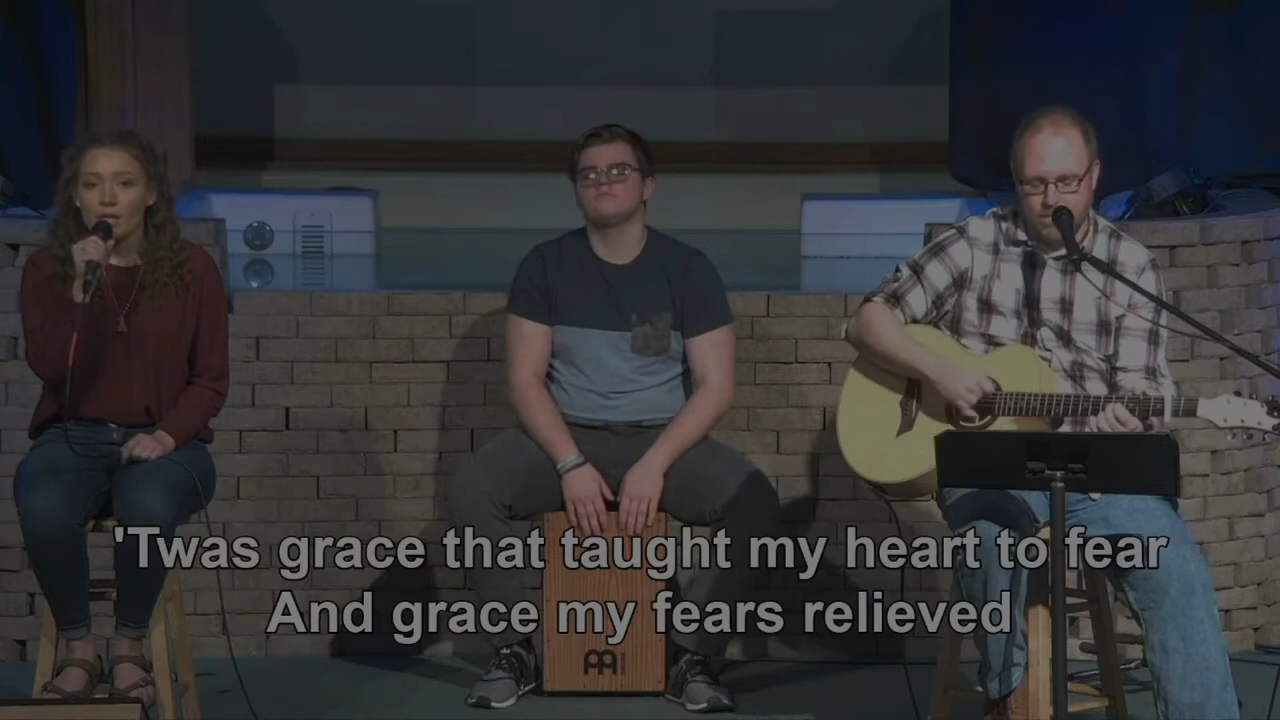 'Twas grace that taught my heart to fear
And grace my fears relieved